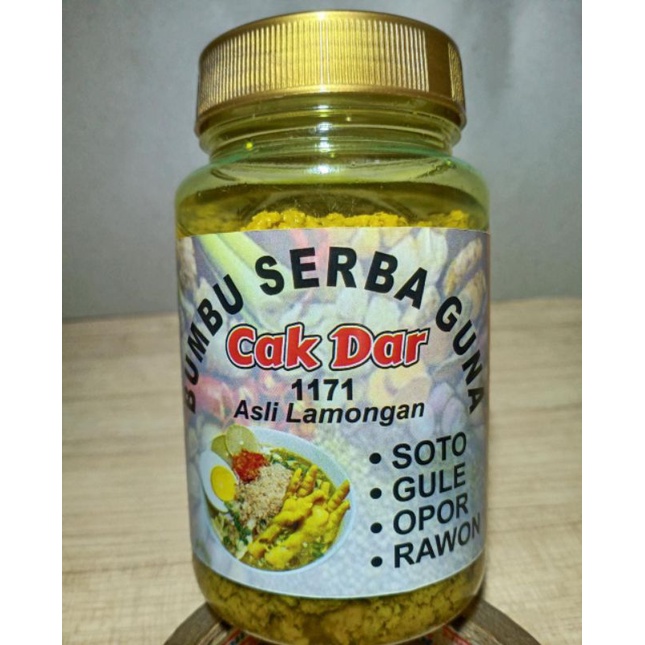 BUMBU SERBA GUNA
Cak Dar
1171
Asli Lamongan
• SOTO
• GULE
• OPOR
• RAWON